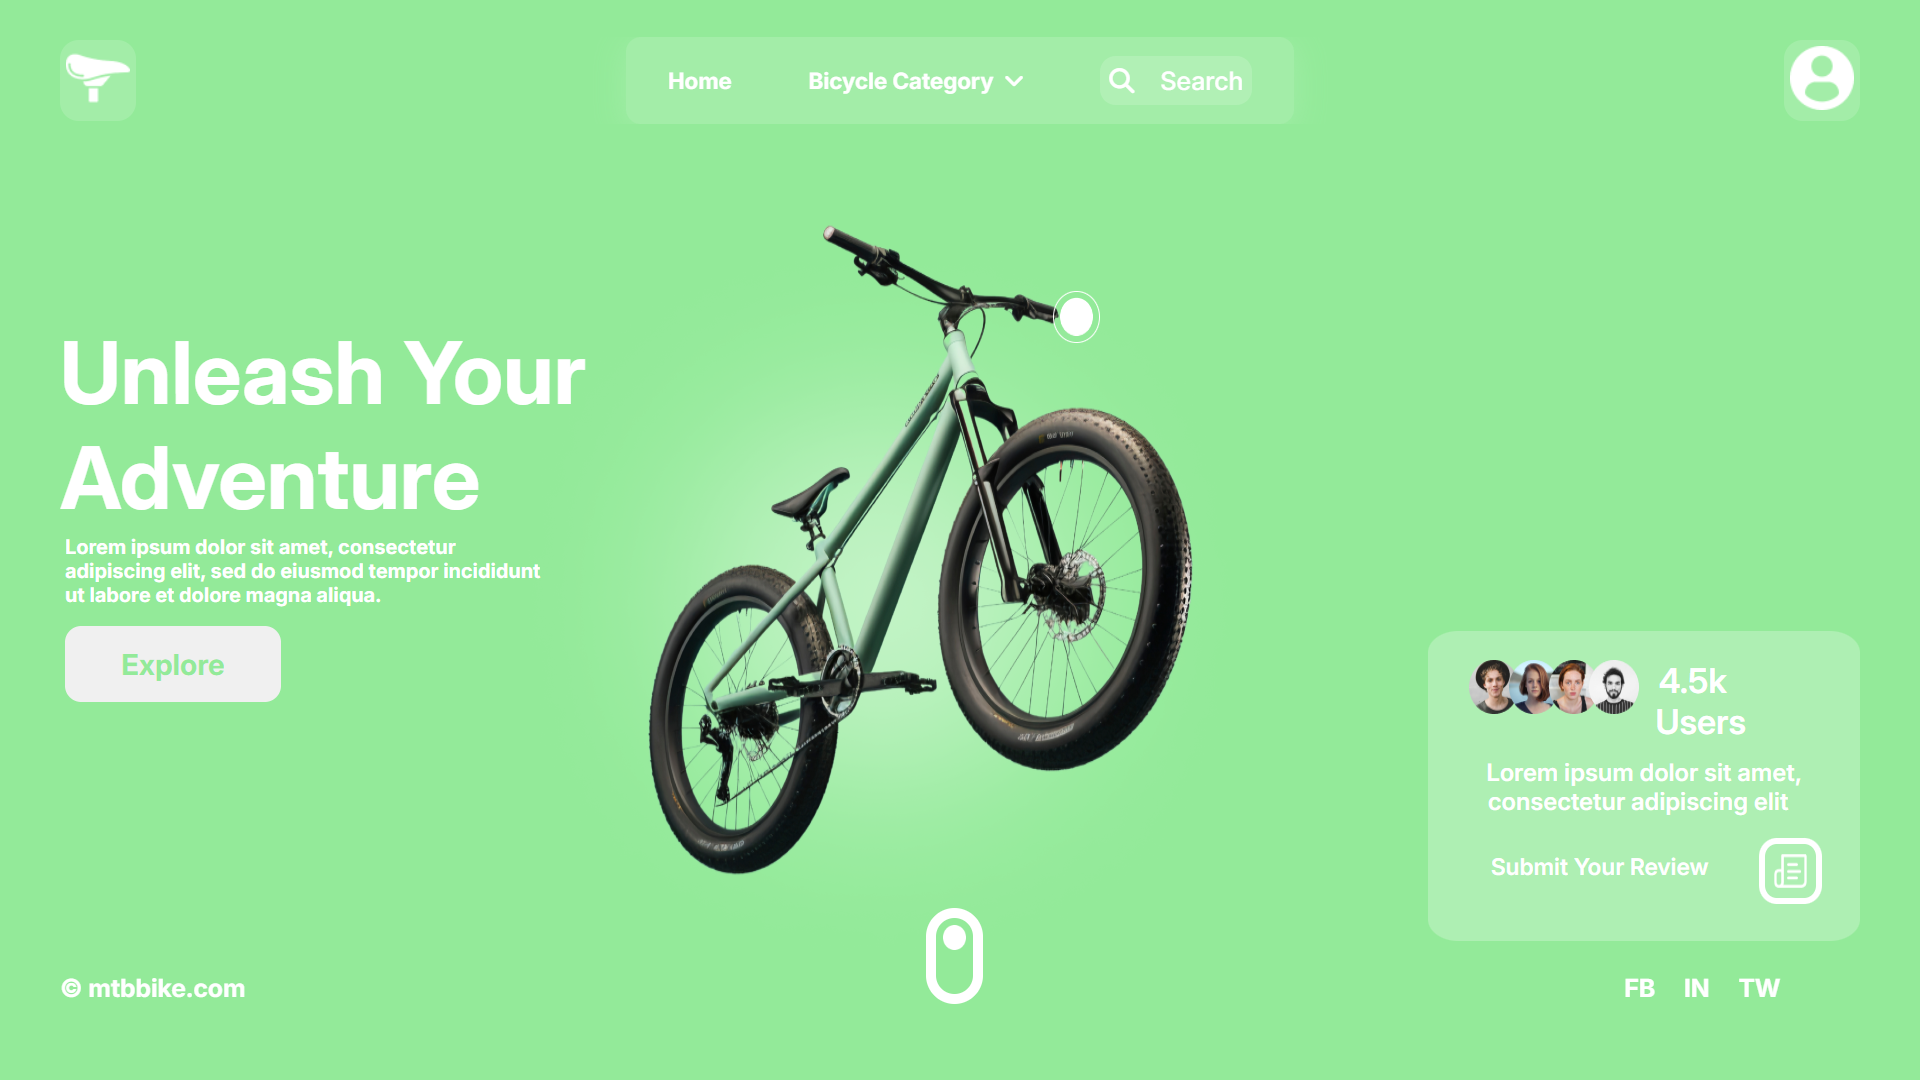 Home
Bicycle Category
Search
Unleash Your
Adventure
Lorem ipsum dolor sit amet, consectetur
adipiscing elit, sed do eiusmod tempor incididunt
ut labore et dolore magna aliqua.
Explore
4.5k
Users
Lorem ipsum dolor sit amet,
consectetur adipiscing elit
Submit Your Review
© mtbbike.com
FB IN TW